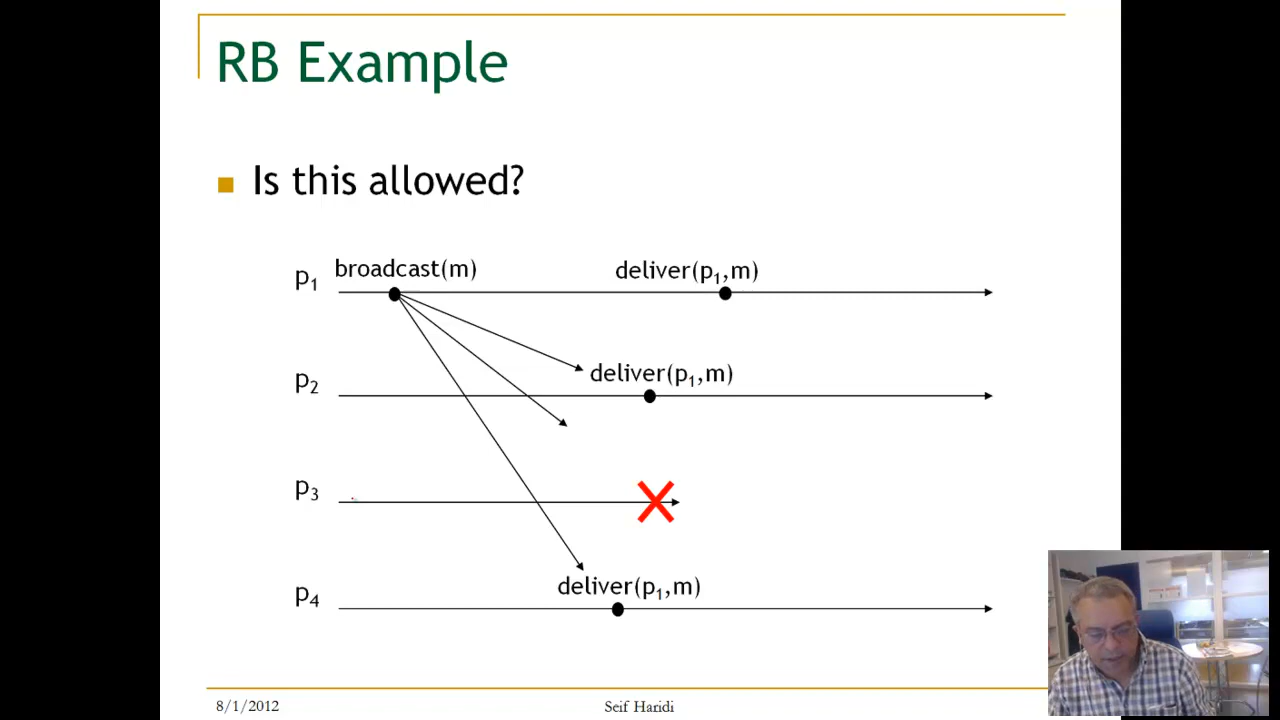 RB Example
Is this allowed?
p1 broadcast(m) deliver(p1,m)
p2 deliver(p1,m)
p3
p4 deliver(p1,m)
8/1/2012 Seif Haridi